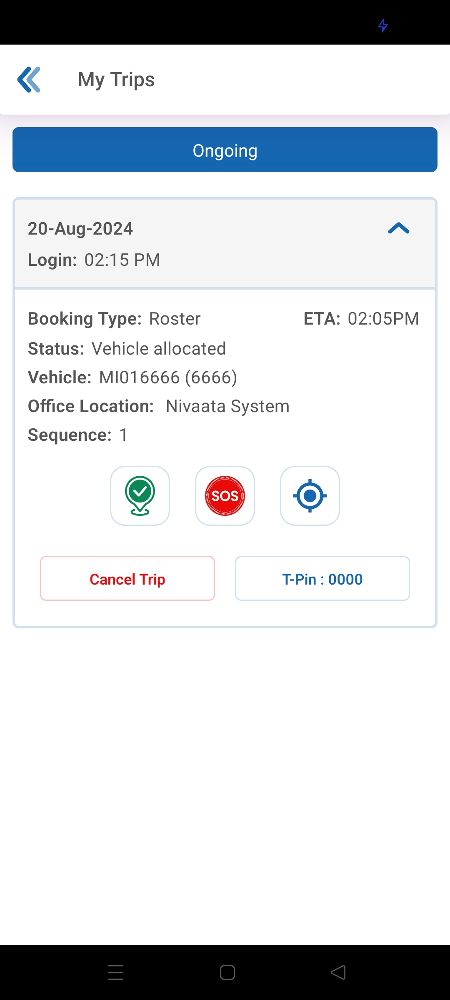 My Trips
Ongoing
20-Aug-2024
Login: 02:15 PM
Booking Type: Roster ETA: 02:05PM
Status: Vehicle allocated
Vehicle: MI016666 (6666)
Office Location: Nivaata System
Sequence: 1
SOS
Cancel Trip T-Pin : 0000